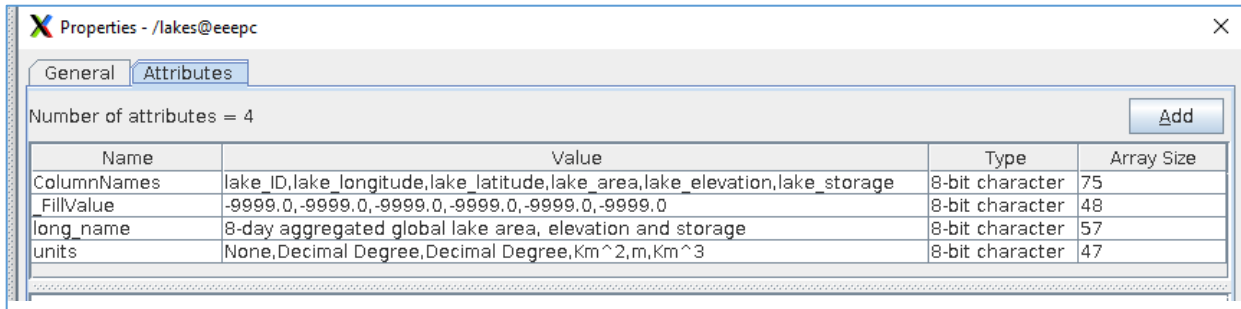 Properties - /lakes@eeepc
General Attributes
Number of attributes = 4 Add
Name Value Type Array Size
ColumnNames lake_ID,lake_longitude,lake_latitude,lake_area,lake_elevation,lake_storage 8-bit character 75
_FillValue -9999.0,-9999.0,-9999.0,-9999.0,-9999.0,-9999.0 8-bit character 48
long_name 8-day aggregated global lake area, elevation and storage 8-bit character 57
units None,Decimal Degree,Decimal Degree,Km^2,m,Km^3 8-bit character 47